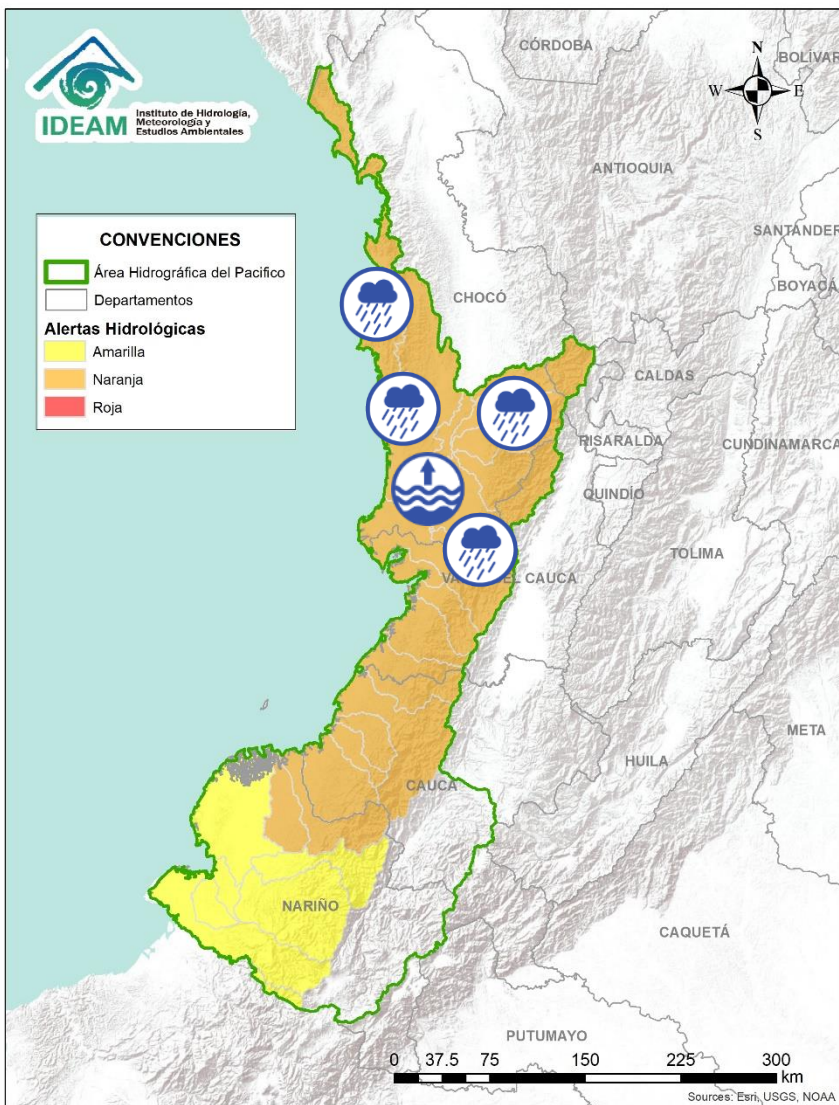 IDEAM
Instituto de Hidrología,
Meteorología y
Estudios Ambientales
CÓRDOBA
BOLÍVAR
N
W
E
S
ANTIOQUIA
SANTANDER
BOYACÁ
CONVENCIONES
Área Hidrográfica del Pacifico
Departamentos
Alertas Hidrológicas
Amarilla
Naranja
Roja
CHOCÓ
CALDAS
RISARALDA
CUNDINAMARCA
QUINDÍO
TOLIMA
CAUCA
META
HUILA
CAUCA
NARIÑO
CAQUETÁ
PUTUMAYO
0 37.5 75 150 225 300
km
Sources: Esri, USGS, NOAA